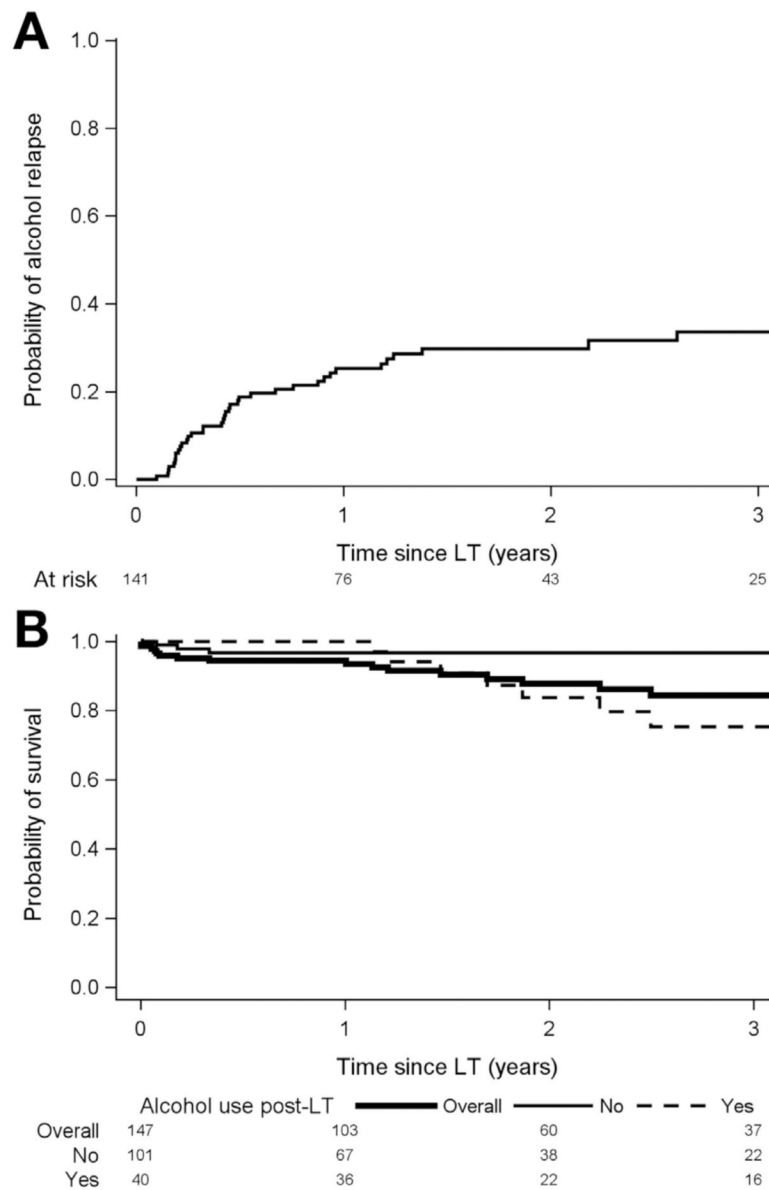 A
1.0
0.8
0.6
0.4
0.2
0.0
Probability of alcohol relapse
0 1 2 3
Time since LT (years)
At risk 141 76 43 25
B
1.0
0.8
0.6
0.4
0.2
0.0
Probability of survival
0 1 2 3
Time since LT (years)
Alcohol use post-LT Overall No Yes
Overall 147 103 60 37
No 101 67 38 22
Yes 40 36 22 16